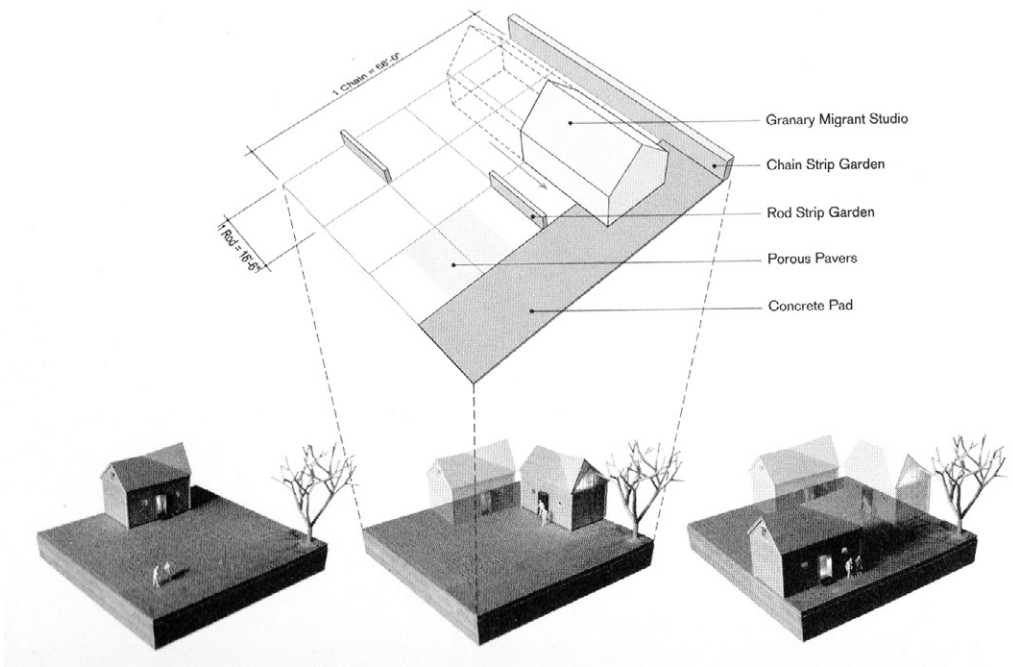 1 Chain = 66'-0"
Granary Migrant Studio
Chain Strip Garden
Rod Strip Garden
1 Rod = 16'-6"
Porous Pavers
Concrete Pad